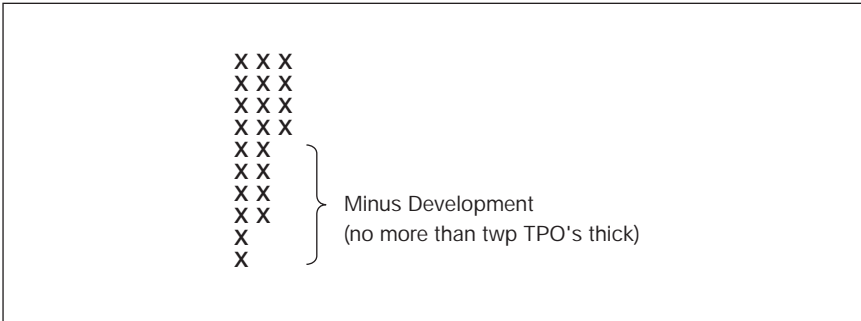 X X X
X X X
X X X
X X X
X X
X X
X X
X X
X
X
Minus Development
(no more than twp TPO's thick)